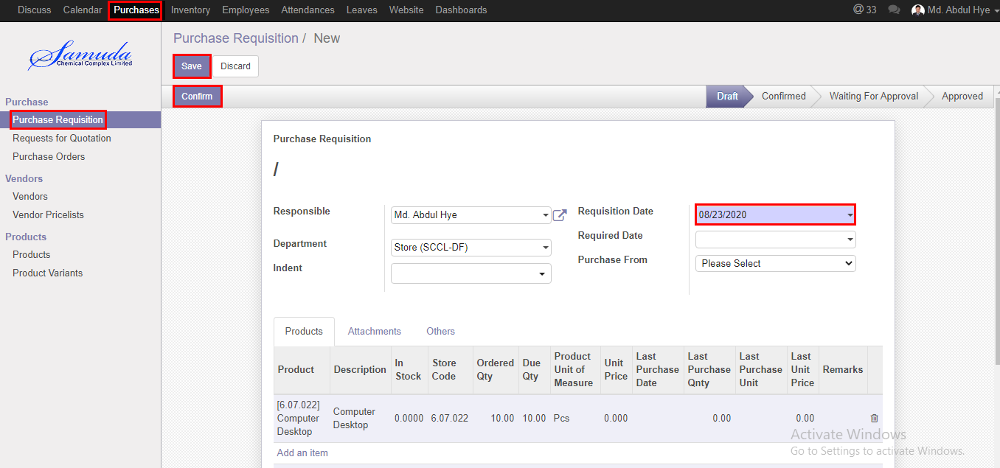 Discuss Calendar Purchases Inventory Employees Attendances Leaves Website Dashboards @ 33 Md. Abdul Hye
Samuda
Chemical Complex Limited
Purchase Requisition / New
Save Discard
Confirm Draft Confirmed Waiting For Approval Approved
Purchase
Purchase Requisition
Requests for Quotation
Purchase Orders
Vendors
Vendors
Vendor Pricelists
Products
Products
Product Variants
Purchase Requisition
/
Responsible Md. Abdul Hye Requisition Date 08/23/2020
Department Store (SCCL-DF) Required Date
Indent Purchase From Please Select
Products Attachments Others
Product Description In Stock Store Code Ordered Qty Due Qty Product Unit of Measure Unit Price Last Purchase Date Last Purchase Qnty Last Purchase Unit Last Unit Price Remarks
[6.07.022] Computer Desktop Computer Desktop 0.0000 6.07.022 10.00 10.00 Pcs 0.000 0.00 0.00
Add an item
Activate Windows
Go to Settings to activate Windows.